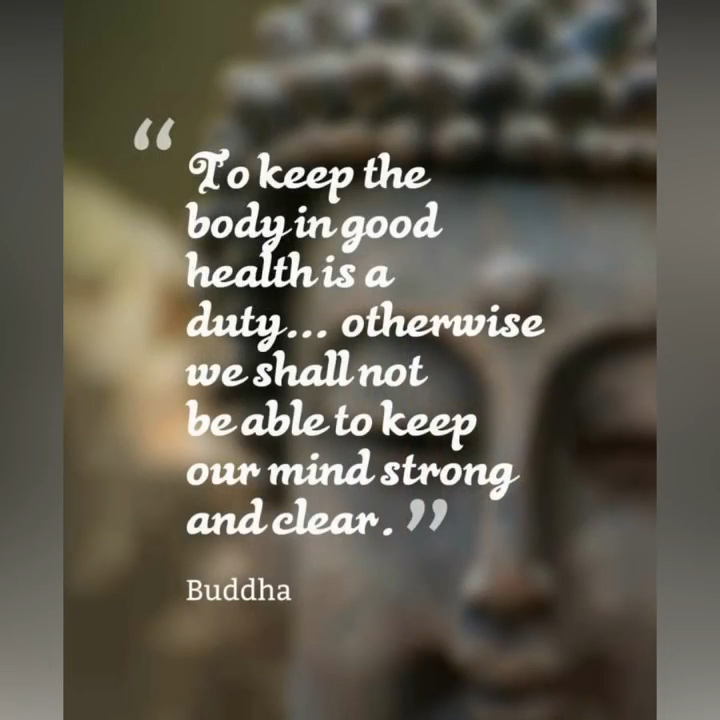 “ To keep the
body in good
health is a
duty... otherwise
we shall not
be able to keep
our mind strong
and clear. ”
Buddha